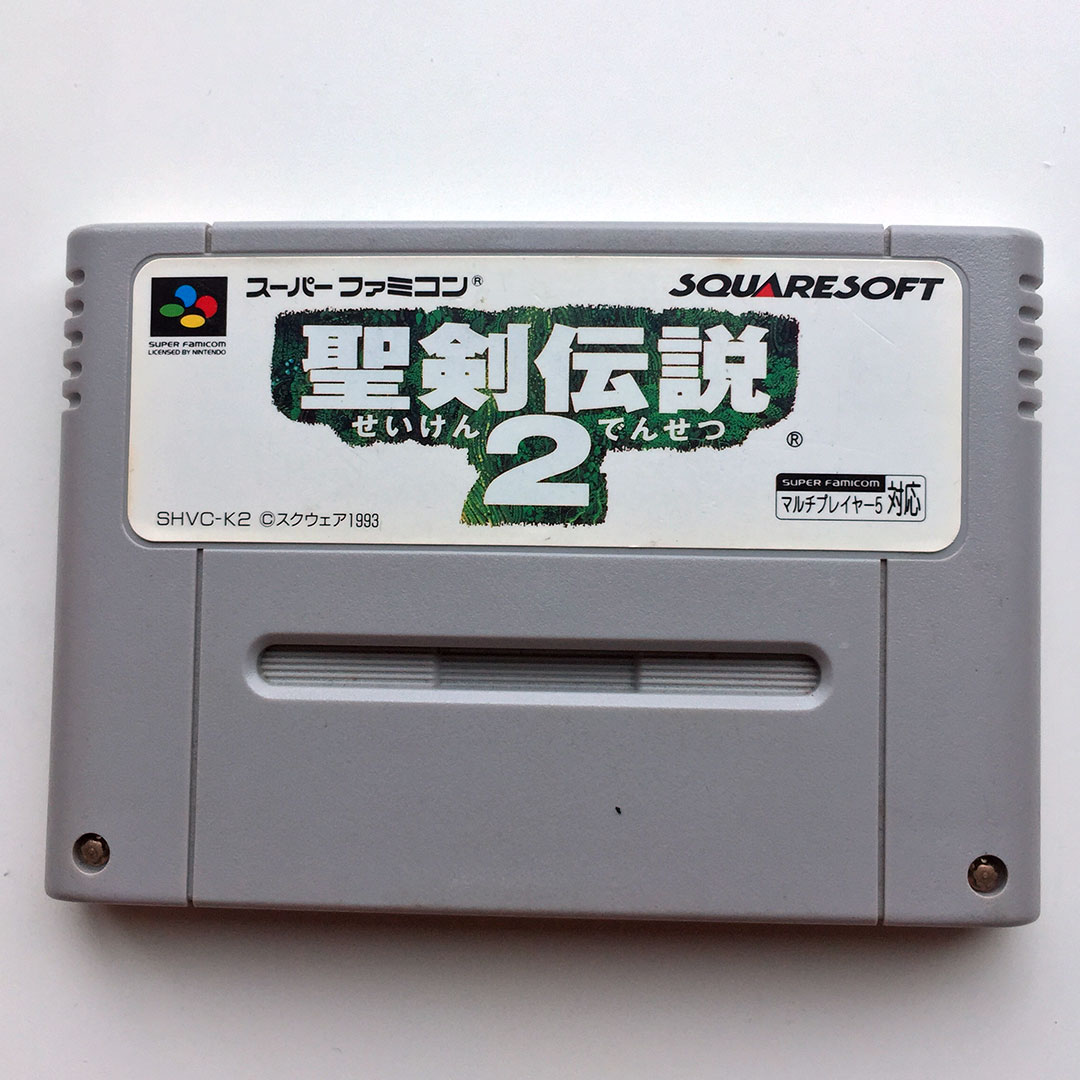 スーパーファミコン®
SQUARESOFT
SUPER FAMICOM
LICENSED BY NINTENDO
聖剣伝説
せいけん でんせつ
2
®
SUPER FAMICOM
マルチプレイヤー5 対応
SHVC-K2 ©スクウェア1993